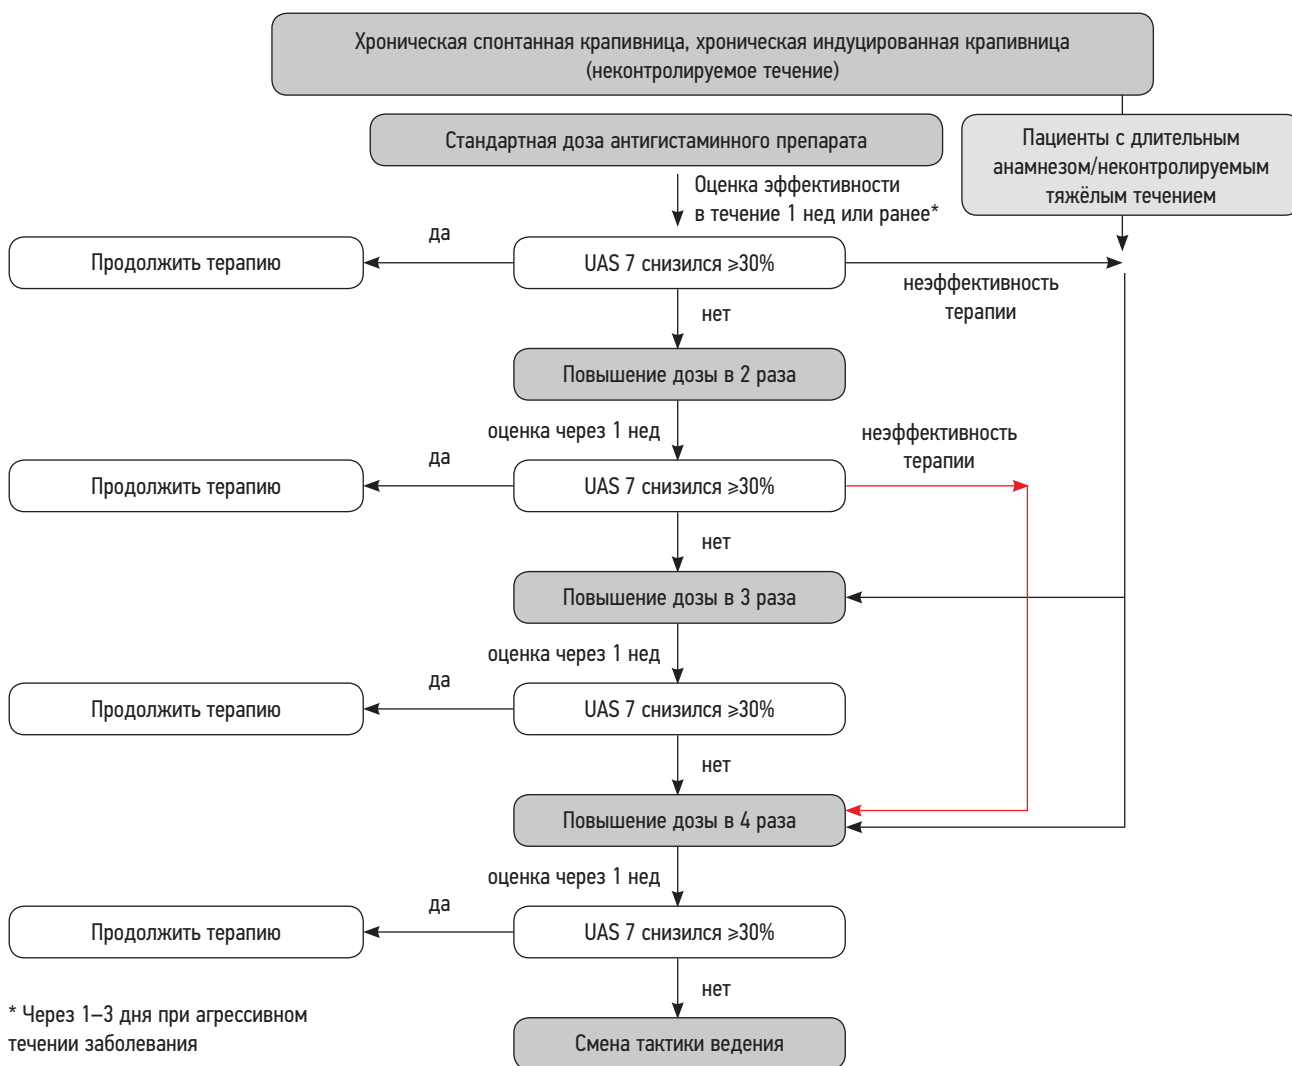 Хроническая спонтанная крапивница, хроническая индуцированная крапивница
(неконтролируемое течение)
Стандартная доза антигистаминного препарата
Пациенты с длительным
анамнезом/неконтролируемым
тяжёлым течением
Оценка эффективности
в течение 1 нед или ранее*
да
Продолжить терапию
UAS 7 снизился ⩾30%
неэффективность
терапии
нет
Повышение дозы в 2 раза
оценка через 1 нед
неэффективность
терапии
да
Продолжить терапию
UAS 7 снизился ⩾30%
нет
Повышение дозы в 3 раза
оценка через 1 нед
да
Продолжить терапию
UAS 7 снизился ⩾30%
нет
Повышение дозы в 4 раза
оценка через 1 нед
да
Продолжить терапию
UAS 7 снизился ⩾30%
нет
* Через 1–3 дня при агрессивном
течении заболевания
Смена тактики ведения